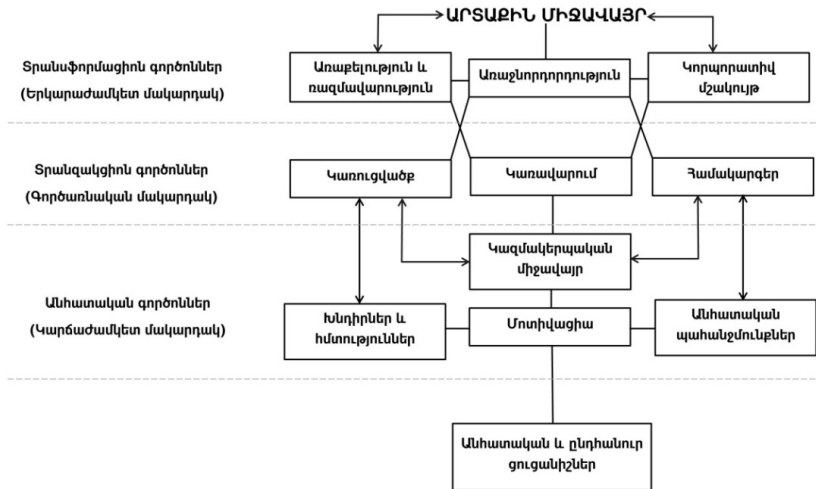 ԱՐՏԱՔԻՆ ՄԻՋԱՎԱՅՐ
Տրանսֆորմացիոն գործոններ
(Երկարաժամկետ մակարդակ)
Առաքելություն և
ռազմավարություն
Առաջնորդորդություն
Կորպորատիվ
մշակույթ
Տրանզակցիոն գործոններ
(Գործառնական մակարդակ)
Կառուցվածք
Կառավարում
Համակարգեր
Կազմակերպական
միջավայր
Անհատական գործոններ
(Կարճաժամկետ մակարդակ)
Խնդիրներ և
հմտություններ
Մոտիվացիա
Անհատական
պահանջմունքներ
Անհատական և ընդհանուր
ցուցանիշներ